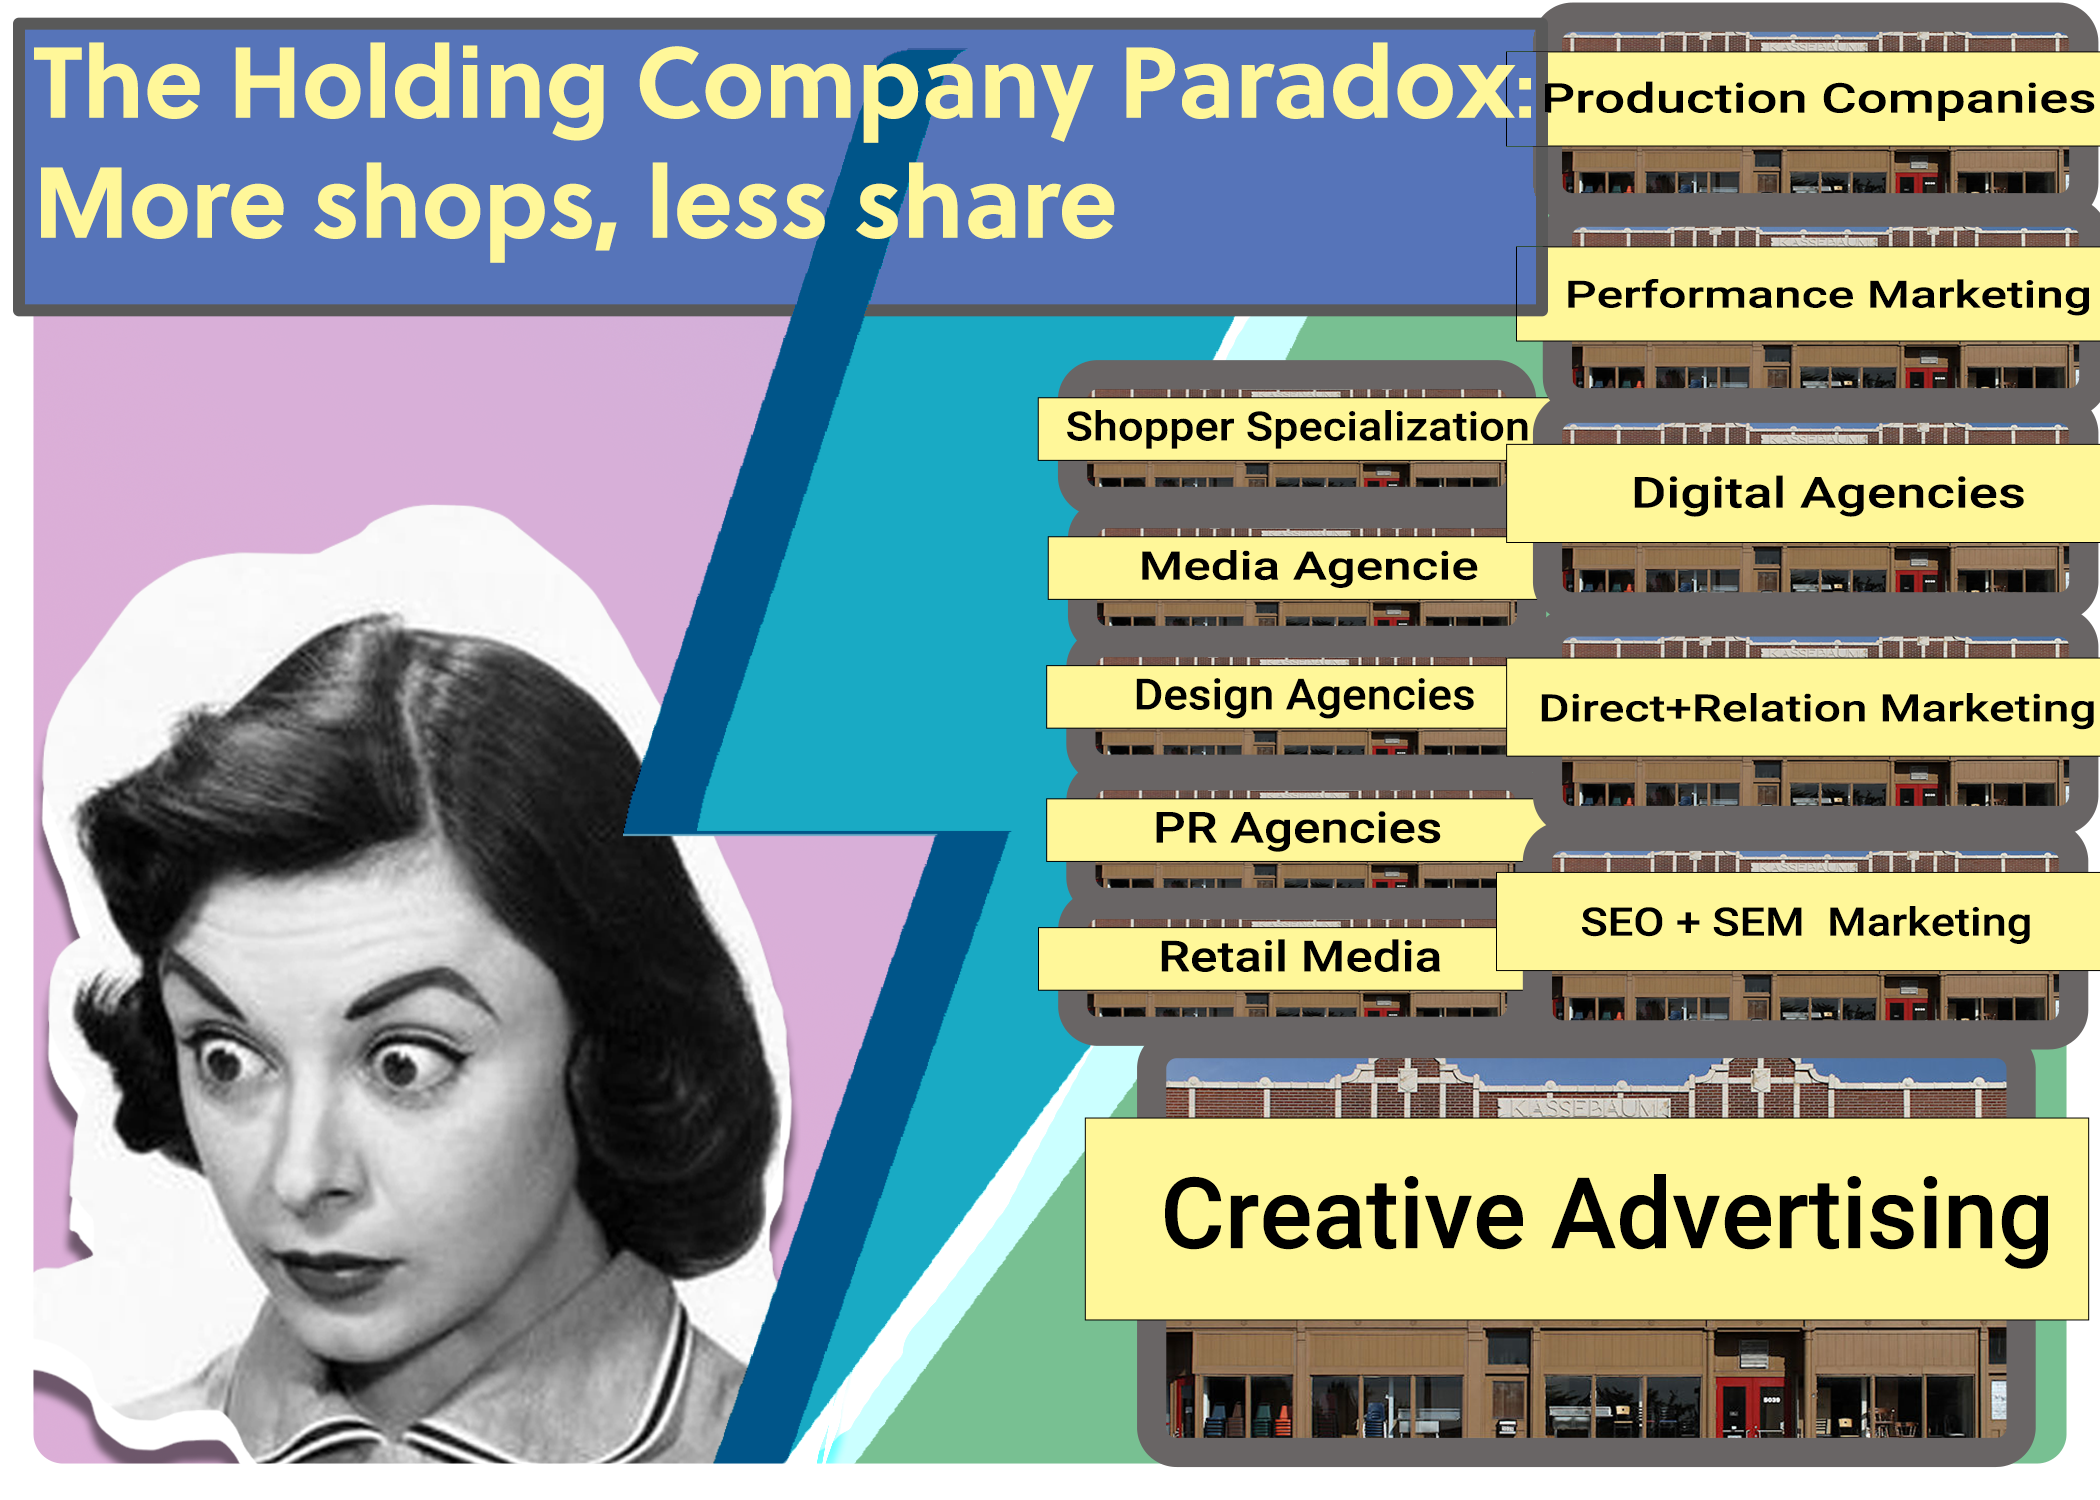 The Holding Company Paradox:
More shops, less share
Shopper Specialization
Media Agencie
Design Agencies
PR Agencies
Retail Media
Production Companies
Performance Marketing
Digital Agencies
Direct+Relation Marketing
SEO + SEM  Marketing
KASSEBAUM
Creative Advertising
5039